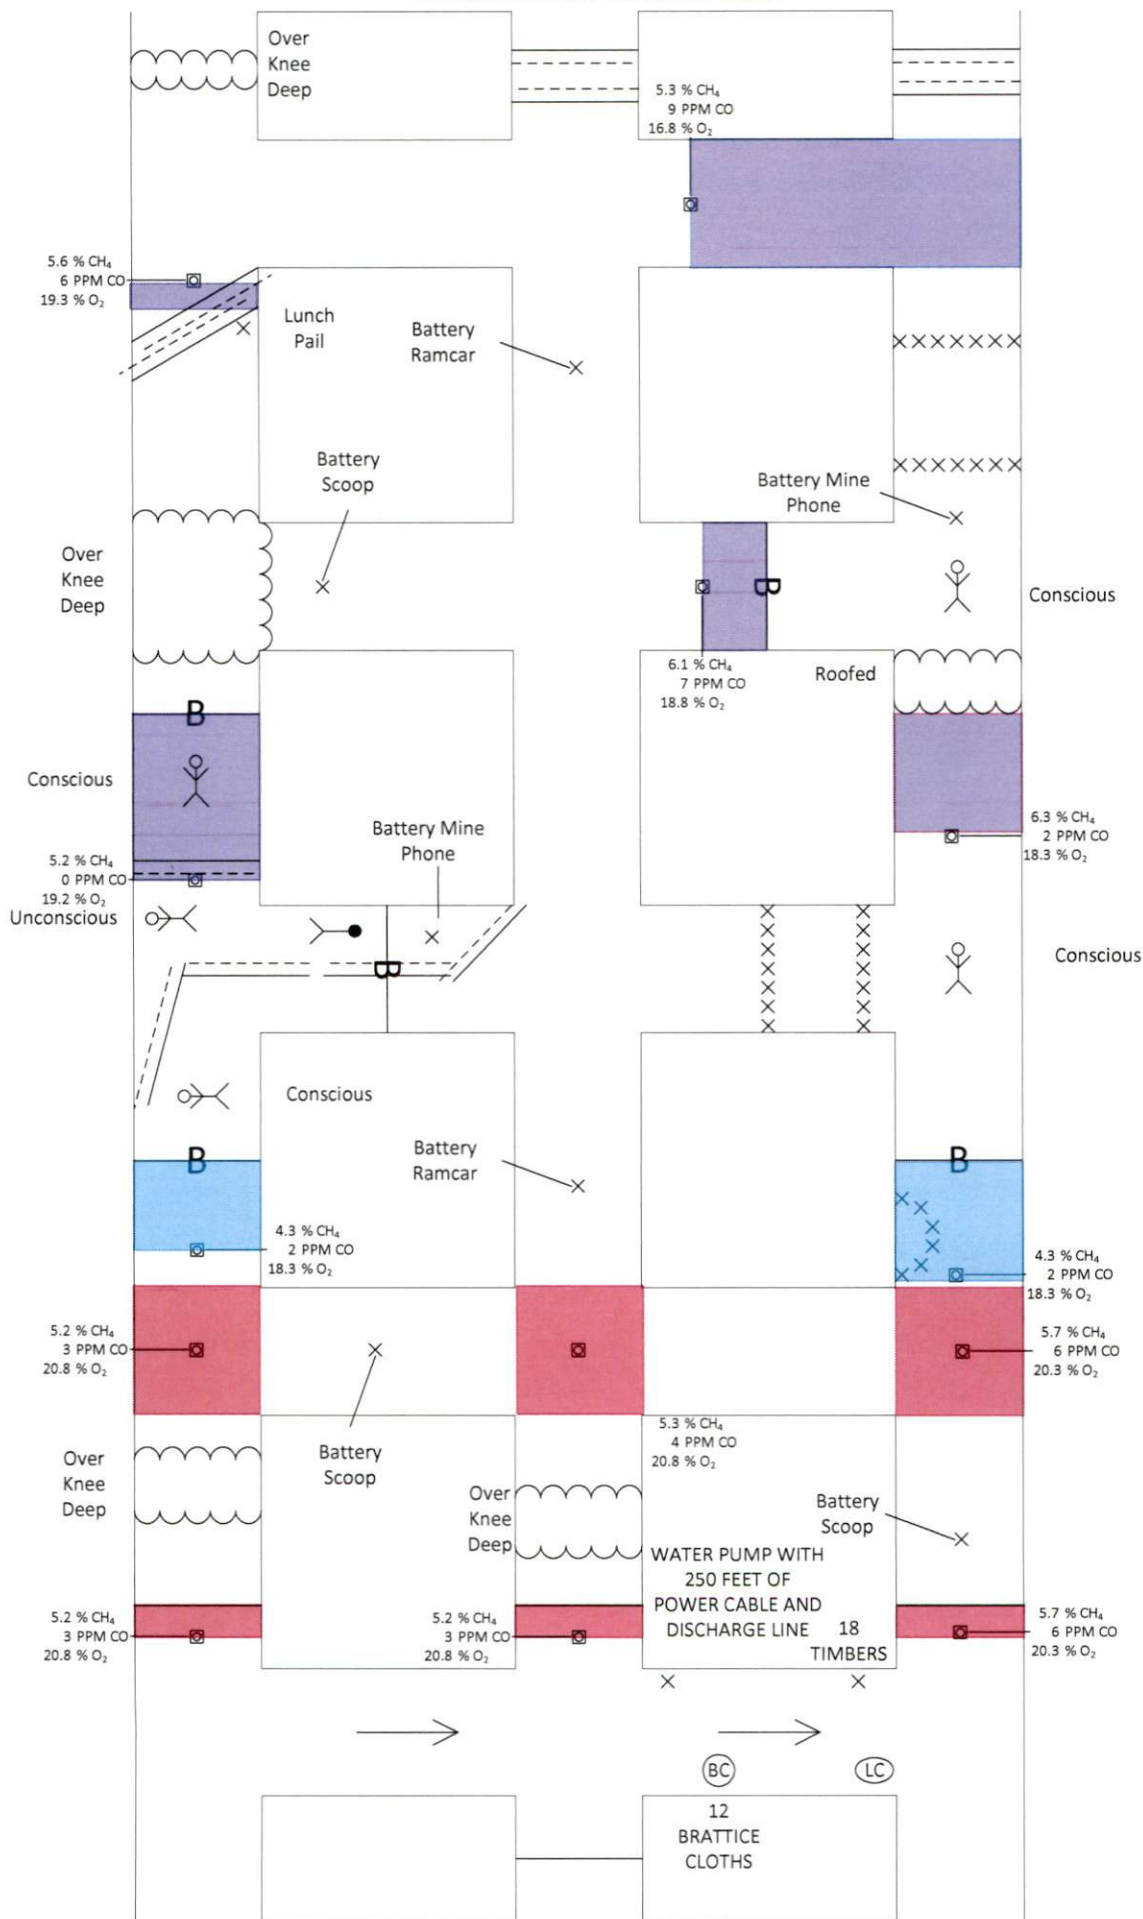 Over
Knee
Deep
5.3 % CH₄
9 PPM CO
16.8 % O₂
5.6 % CH₄
6 PPM CO
19.3 % O₂
Lunch
Pail
Battery
Ramcar
Battery
Scoop
Battery Mine
Phone
Over
Knee
Deep
B
Conscious
6.1 % CH₄
7 PPM CO
18.8 % O₂
Roofed
B
Conscious
6.3 % CH₄
2 PPM CO
18.3 % O₂
Battery Mine
Phone
5.2 % CH₄
0 PPM CO
19.2 % O₂
Unconscious
B
Conscious
Conscious
Battery
Ramcar
B
B
4.3 % CH₄
2 PPM CO
18.3 % O₂
4.3 % CH₄
2 PPM CO
18.3 % O₂
5.2 % CH₄
3 PPM CO
20.8 % O₂
5.7 % CH₄
6 PPM CO
20.3 % O₂
5.3 % CH₄
4 PPM CO
20.8 % O₂
Over
Knee
Deep
Battery
Scoop
Over
Knee
Deep
Battery
Scoop
WATER PUMP WITH
250 FEET OF
POWER CABLE AND
DISCHARGE LINE
18
TIMBERS
5.2 % CH₄
3 PPM CO
20.8 % O₂
5.2 % CH₄
3 PPM CO
20.8 % O₂
5.7 % CH₄
6 PPM CO
20.3 % O₂
BC
LC
12
BRATTICE
CLOTHS